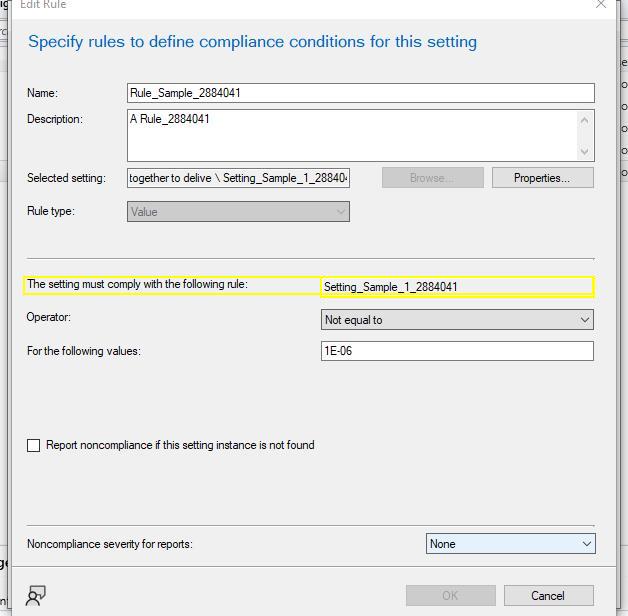 Edit Rule
Specify rules to define compliance conditions for this setting
Name:
Rule_Sample_2884041
Description:
A Rule_2884041
Selected setting:
together to delive \ Setting_Sample_1_28840
Browse...
Properties...
Rule type:
Value
The setting must comply with the following rule:
Setting_Sample_1_2884041
Operator:
Not equal to
For the following values:
1E-06
Report noncompliance if this setting instance is not found
Noncompliance severity for reports:
None
OK
Cancel